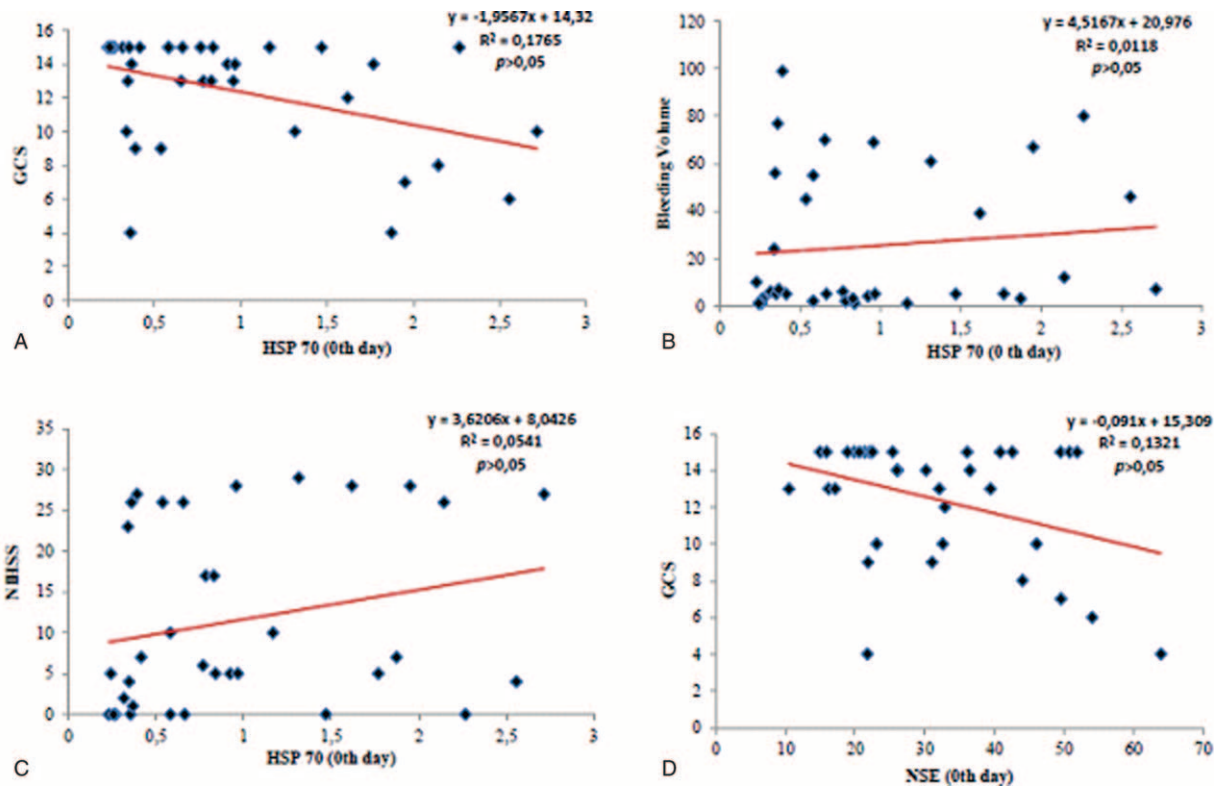 y = -1,9567x + 14,32
R² = 0,1765
p>0,05
16
14
12
10
8
6
4
2
0
GCS
0
0,5
1
1,5
2
2,5
3
HSP 70 (0th day)
A
y = 4,5167x + 20,976
R² = 0,0118
p>0,05
120
100
80
60
40
20
0
Bleeding Volume
0
0,5
1
1,5
2
2,5
3
HSP 70 (0 th day)
B
y = 3,6206x + 8,0426
R² = 0,0541
p>0,05
35
30
25
20
15
10
5
0
NIHSS
0
0,5
1
1,5
2
2,5
3
HSP 70 (0th day)
C
y = -0,091x + 15,309
R² = 0,1321
p>0,05
16
14
12
10
8
6
4
2
0
GCS
0
10
20
30
40
50
60
70
NSE (0th day)
D